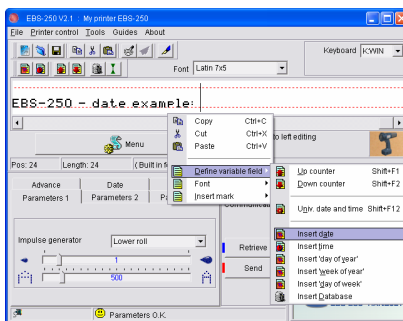 EBS-250 V2.1 : My printer EBS-250
File Printer control Tools Guides About
Keyboard KWIN
Font Latin 7x5
EBS-250 - date example:
Copy Ctrl+C
Cut Ctrl+X
Paste Ctrl+V
Define variable field
Font
Insert mark
Menu
to left editing
Pos: 24 Length: 24 (Built in f
Advance Date
Parameters 1 Parameters 2
Up counter Shift+F1
Down counter Shift+F2
Univ. date and time Shift+F12
Insert date
Insert time
Insert 'day of year'
Insert 'week of year'
Insert 'day of week'
Insert Database
Impulse generator Lower roll
1
500
Retrieve
Send
Parameters O.K.